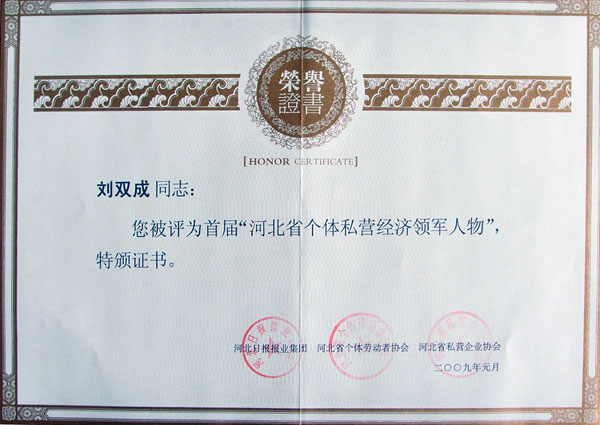 榮譽
證書
[HONOR CERTIFICATE]
刘双成 同志：
您被评为首届“河北省个体私营经济领军人物”，
特颁证书。
河北日报报业集团 河北省个体劳动者协会 河北省私营企业协会
二〇〇九年元月